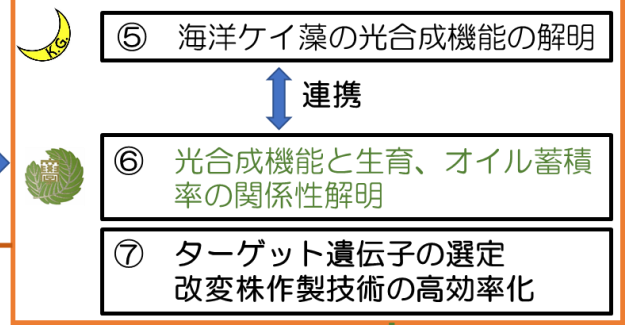 K.G.
⑤ 海洋ケイ藻の光合成機能の解明
連携
⑥ 光合成機能と生育、オイル蓄積
率の関係性解明
⑦ ターゲット遺伝子の選定
改変株作製技術の高効率化